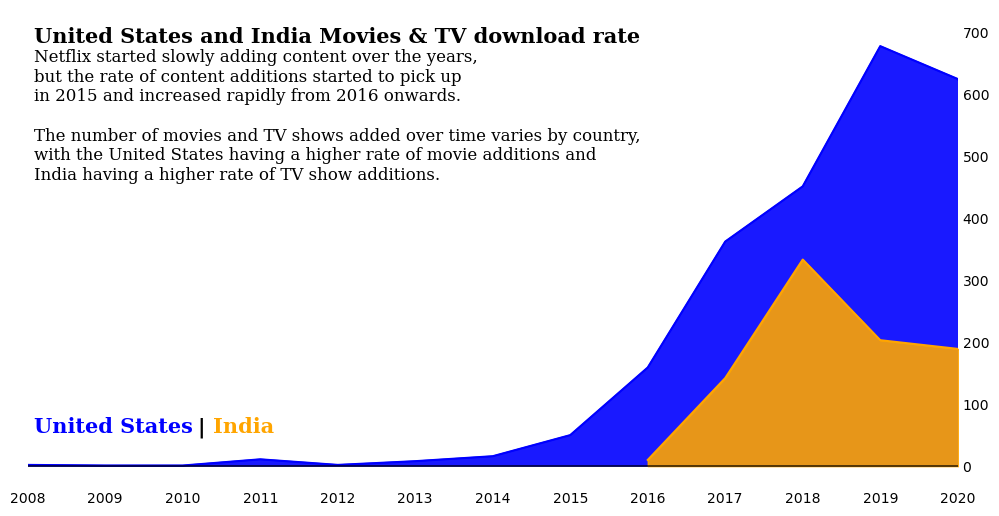 United States and India Movies & TV download rate
Netflix started slowly adding content over the years,
but the rate of content additions started to pick up
in 2015 and increased rapidly from 2016 onwards.
The number of movies and TV shows added over time varies by country,
with the United States having a higher rate of movie additions and
India having a higher rate of TV show additions.
700
600
500
400
300
200
100
0
United States | India
2008 2009 2010 2011 2012 2013 2014 2015 2016 2017 2018 2019 2020